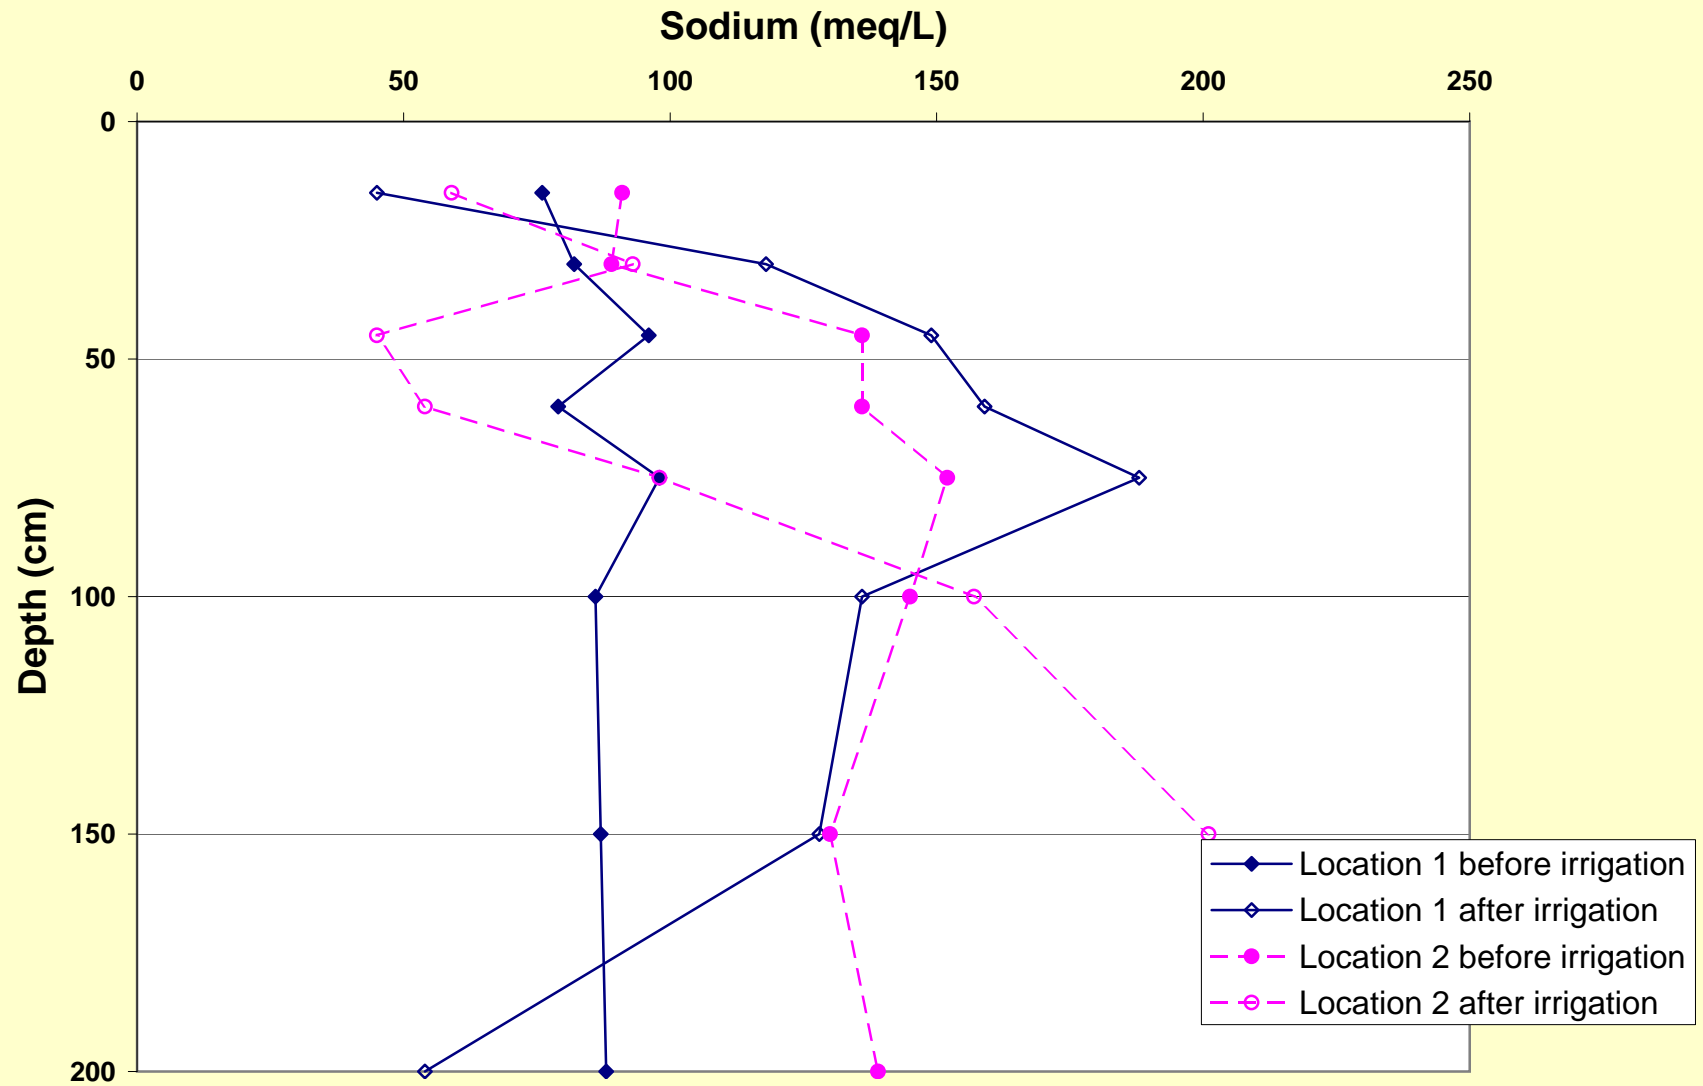 Sodium (meq/L)
0 50 100 150 200 250
0
50
100
150
200
Depth (cm)
Location 1 before irrigation
Location 1 after irrigation
Location 2 before irrigation
Location 2 after irrigation